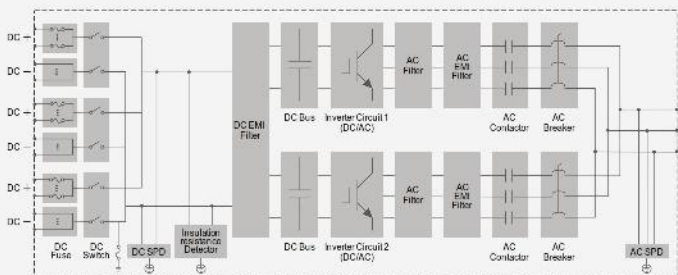 DC +
DC -
DC +
DC -
DC +
DC -
DC
Fuse
DC
Switch
DC SPD
Insulation
resistance
Detector
DC EMI
Filter
DC Bus
Inverter Circuit 1
(DC/AC)
AC
Filter
AC
EMI
Filter
AC
Contactor
AC
Breaker
DC Bus
Inverter Circuit 2
(DC/AC)
AC
Filter
AC
EMI
Filter
AC
Contactor
AC
Breaker
AC SPD